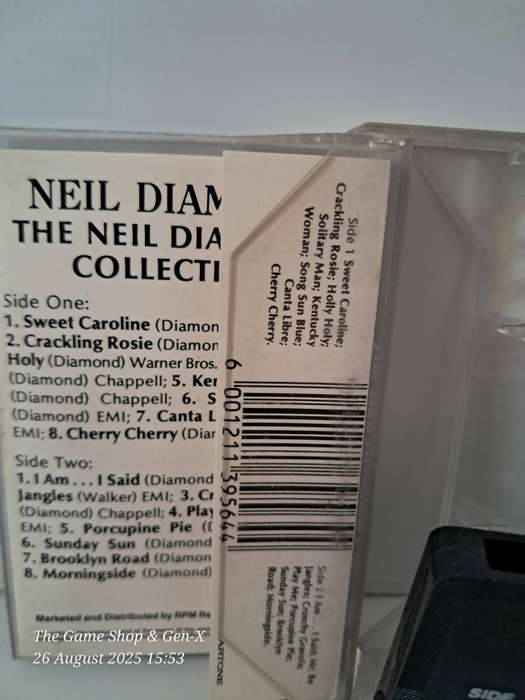 NEIL DIAM
THE NEIL DIA
COLLECTI
Side One:
1. Sweet Caroline (Diamon
2. Crackling Rosie (Diamor
Holy (Diamond) Warner Bros.
(Diamond) Chappell; 5. Ker
(Diamond) Chappell; 6. S
(Diamond) EMI; 7. Canta L
EMI; 8. Cherry Cherry (Diar
Side Two:
1. I Am... I Said (Diamond
Jangles (Walker) EMI; 3. Cr
(Diamond) Chappell; 4. Play
EMI; 5. Porcupine Pie (D
6. Sunday Sun (Diamond)
7. Brooklyn Road (Diamon
8. Morningside (Diamond)
Marketed and Distributed by RPM Re
Side 1 Sweet Caroline;
Crackling Rosie; Holly Holy;
Solitary Man; Kentucky
Woman; Song Sun Blue;
Canta Libre;
Cherry Cherry.
6 001211 395644
Side 2 I Am... I Said; Mr. Bo
Jangles; Crunchy Granola;
Play Me; Porcupine Pie;
Sunday Sun; Brooklyn
Road; Morningside.
ARTONE
SIDE
The Game Shop & Gen-X
26 August 2025 15:53